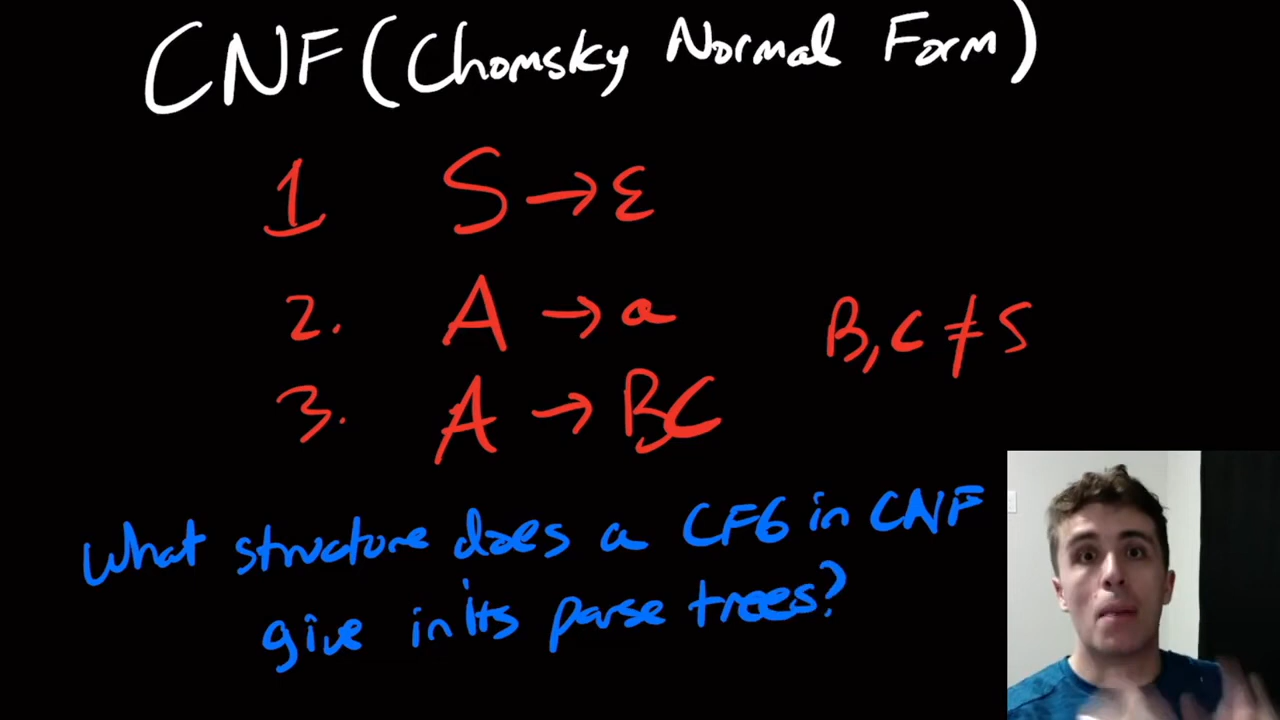 CNF (Chomsky Normal Form)
1 S → ε
2. A → a
B, C ≠ S
3. A → BC
What structure does a CFG in CNF
give in its parse trees?